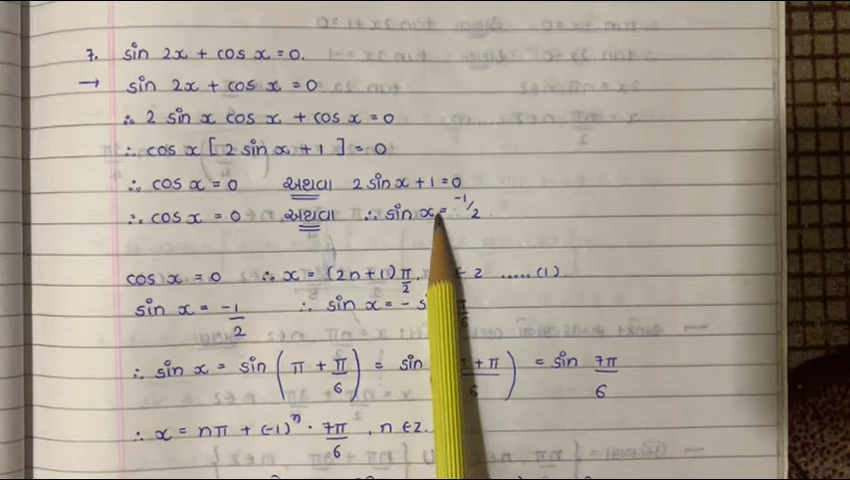 7. sin 2x + cos x = 0.
→ sin 2x + cos x = 0
∴ 2 sin x cos x + cos x = 0
∴ cos x [ 2 sin x + 1 ] = 0
∴ cos x = 0 અથવા 2 sin x + 1 = 0
∴ cos x = 0 અથવા ∴ sin x = -1/2
cos x = 0 ∴ x = (2n+1) π/2, ∈ z .....(1)
sin x = -1/2 ∴ sin x = - π/6
∴ sin x = sin (π + π/6) = sin ( + π/6) = sin 7π/6
∴ x = nπ + (-1)ⁿ · 7π/6, n ∈ z.